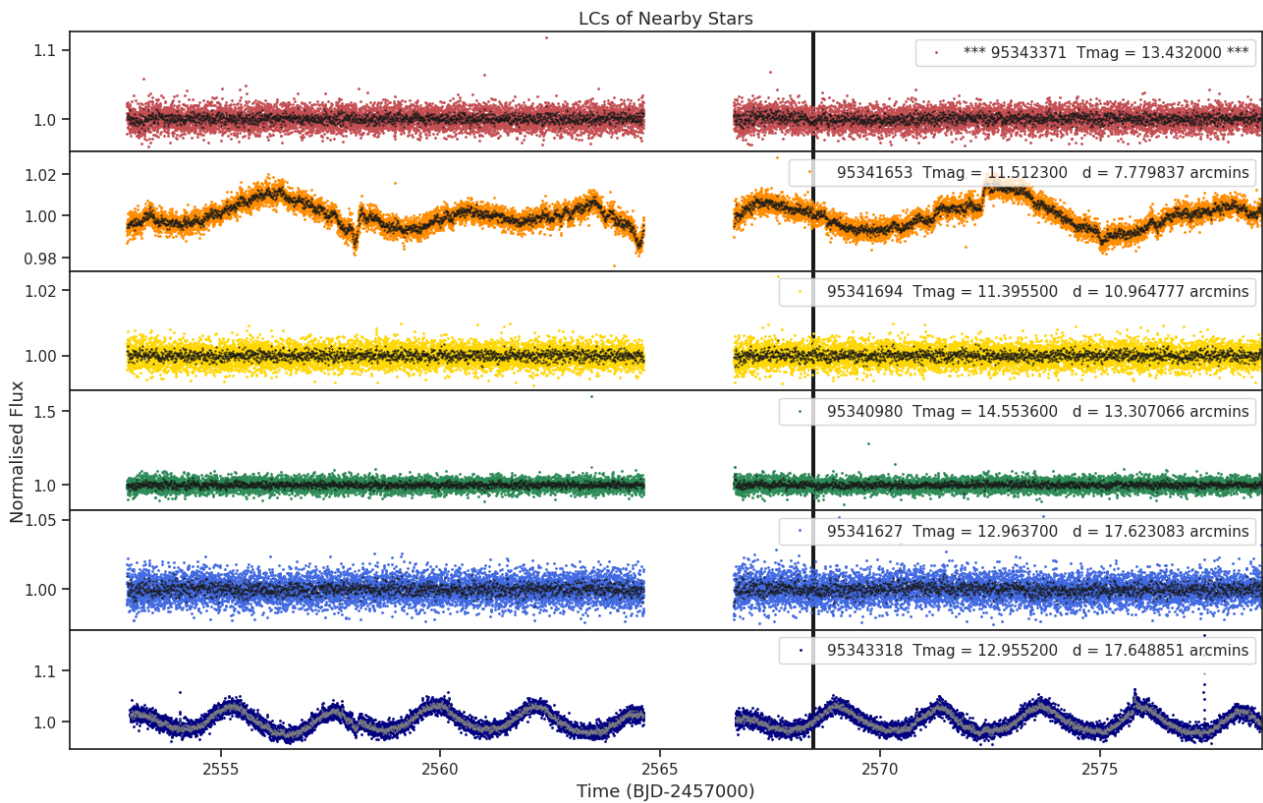 LCs of Nearby Stars
Normalised Flux
1.1
1.0
*** 95343371 Tmag = 13.432000 ***
1.02
1.00
0.98
95341653 Tmag = 11.512300 d = 7.779837 arcmins
1.02
1.00
95341694 Tmag = 11.395500 d = 10.964777 arcmins
1.5
1.0
95340980 Tmag = 14.553600 d = 13.307066 arcmins
1.05
1.00
95341627 Tmag = 12.963700 d = 17.623083 arcmins
1.1
1.0
95343318 Tmag = 12.955200 d = 17.648851 arcmins
2555 2560 2565 2570 2575
Time (BJD-2457000)